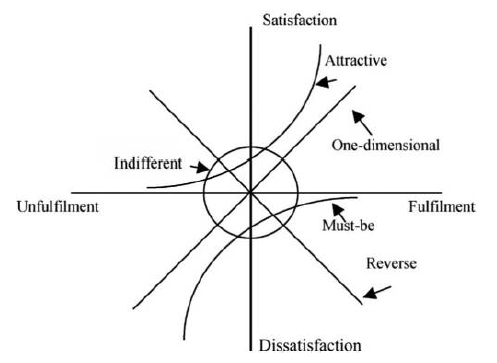 Satisfaction
Attractive
One-dimensional
Indifferent
Unfulfilment
Fulfilment
Must-be
Reverse
Dissatisfaction